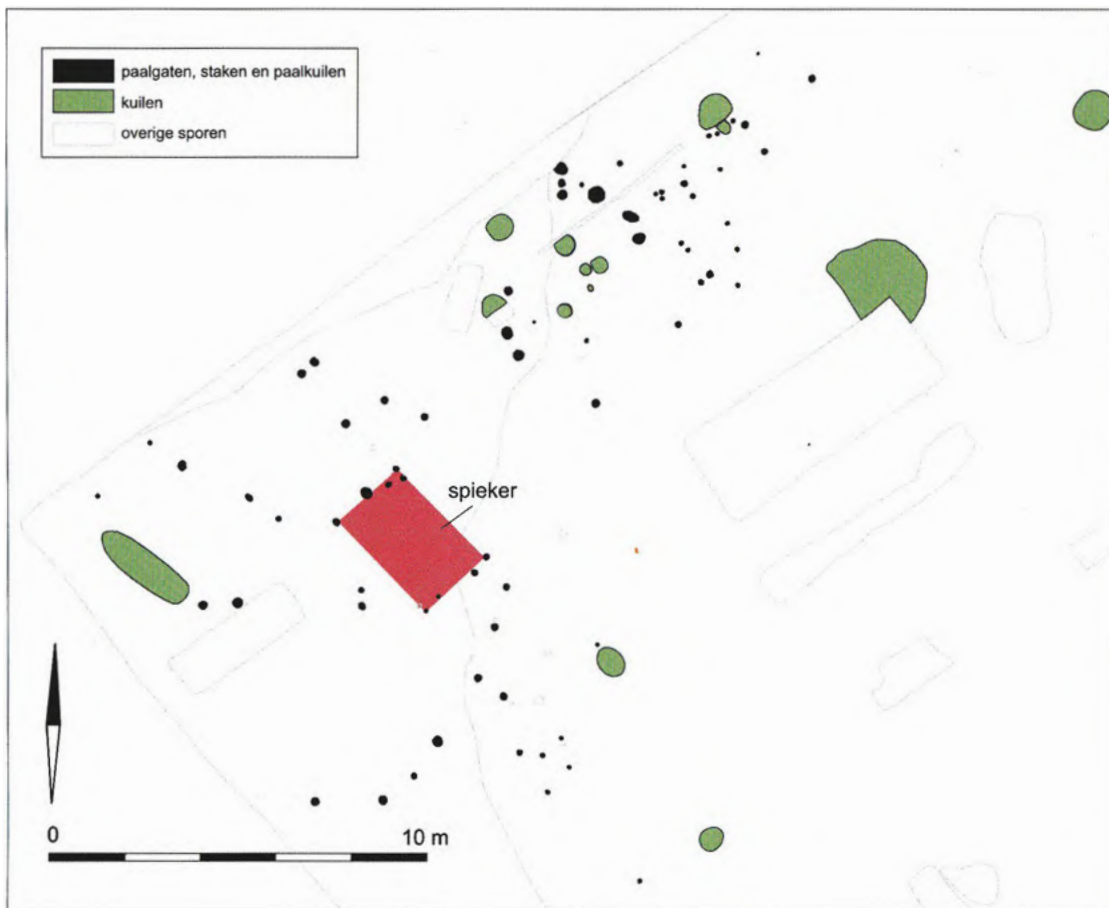 paalgaten, staken en paalkuilen
kuilen
overige sporen
spieker
0 10 m